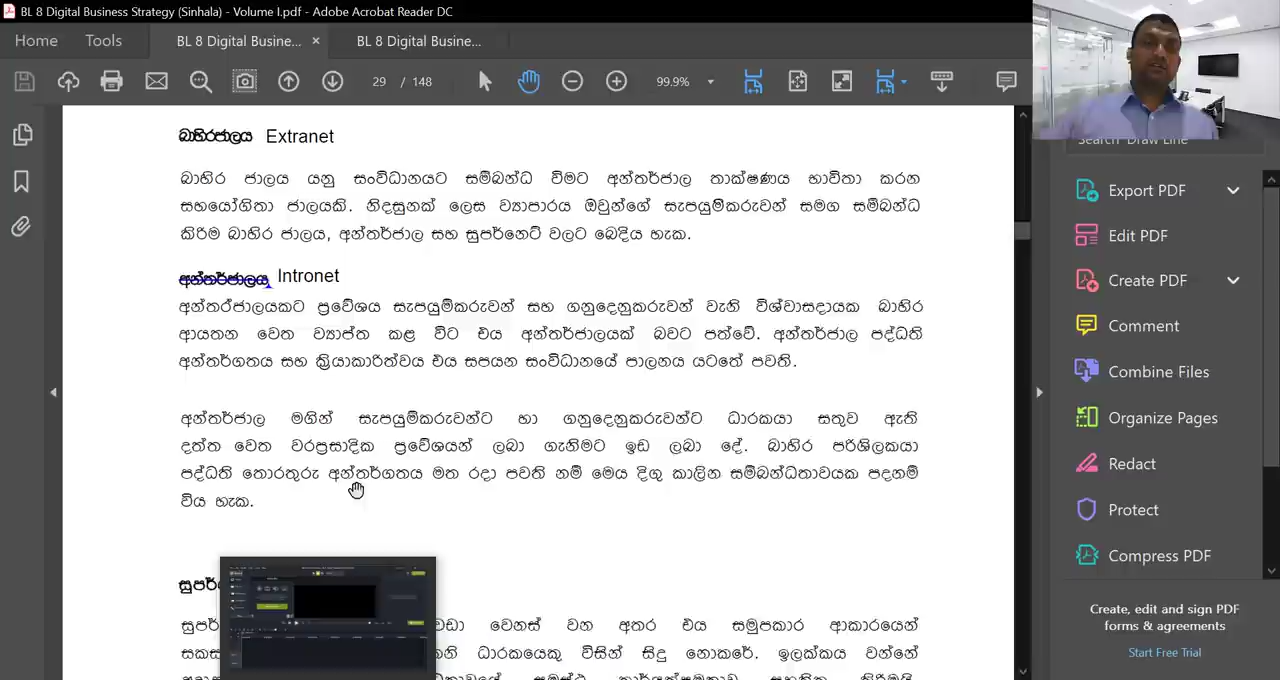 BL 8 Digital Business Strategy (Sinhala) - Volume I.pdf - Adobe Acrobat Reader DC
Home Tools BL 8 Digital Busine... × BL 8 Digital Busine...
29 / 148 99.9%
බාහිරජාලය Extranet
බාහිර ජාලය යනු සංවිධානයට සම්බන්ධ වීමට අන්තර්ජාල තාක්ෂණය භාවිතා කරන
සහයෝගිතා ජාලයකි. නිදසුනක් ලෙස ව්‍යාපාරය ඔවුන්ගේ සැපයුම්කරුවන් සමග සම්බන්ධ
කිරීම බාහිර ජාලය, අන්තර්ජාල සහ සුපර්නෙට් වලට බෙදිය හැක.
අන්තර්ජාලය Intronet
අන්තර්ජාලයකට ප්‍රවේශය සැපයුම්කරුවන් සහ ගනුදෙනුකරුවන් වැනි විශ්වාසදායක බාහිර
ආයතන වෙත ව්‍යාප්ත කළ විට එය අන්තර්ජාලයක් බවට පත්වේ. අන්තර්ජාල පද්ධති
අන්තර්ගතය සහ ක්‍රියාකාරිත්වය එය සපයන සංවිධානයේ පාලනය යටතේ පවතී.
අන්තර්ජාල මගින් සැපයුම්කරුවන්ට හා ගනුදෙනුකරුවන්ට ධාරකයා සතුව ඇති
දත්ත වෙත වරප්‍රසාදික ප්‍රවේශයන් ලබා ගැනීමට ඉඩ ලබා දේ. බාහිර පරිශීලකයා
පද්ධති තොරතුරු අන්තර්ගතය මත රඳා පවතී නම් මෙය දිගු කාලීන සම්බන්ධතාවයක පදනම්
විය හැක.
සුපර්
වඩා වෙනස් වන අතර එය සමුපකාර ආකාරයෙන්
ධාරකයෙකු විසින් සිදු නොකරේ. ඉලක්කය වන්නේ
Search 'Draw Line'
Export PDF
Edit PDF
Create PDF
Comment
Combine Files
Organize Pages
Redact
Protect
Compress PDF
Create, edit and sign PDF
forms & agreements
Start Free Trial